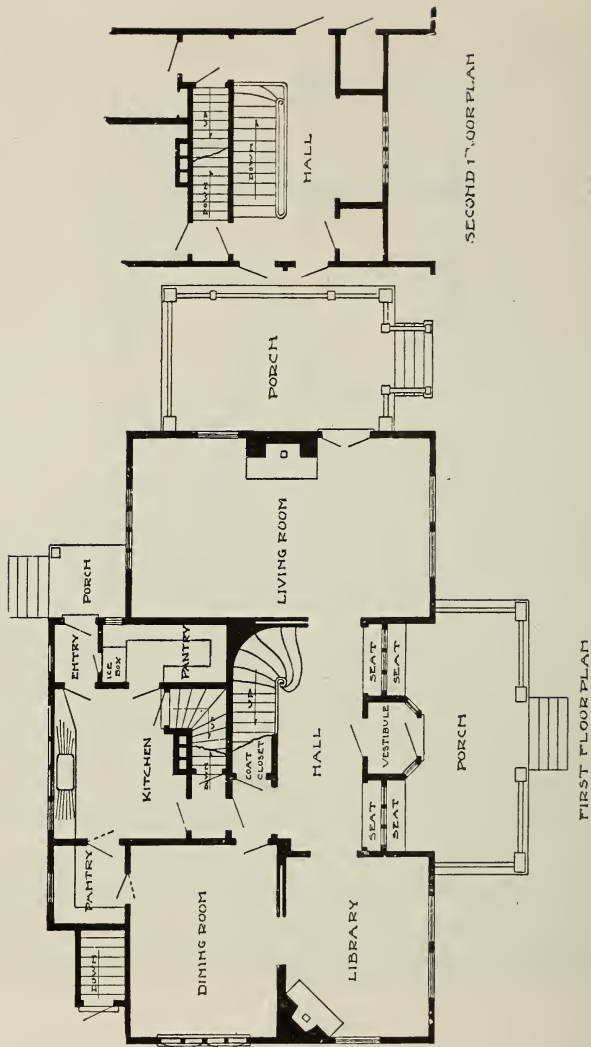 SECOND FLOOR PLAN
UP
DOWN
DOWN
HALL
PORCH
LIVING ROOM
PORCH
ENTRY
ICE
BOX
PANTRY
KITCHEN
UP
DOWN
UP
COAT
CLOSET
HALL
SEAT
SEAT
VESTIBULE
SEAT
SEAT
PORCH
PANTRY
DOWN
DINING ROOM
LIBRARY
FIRST FLOOR PLAN